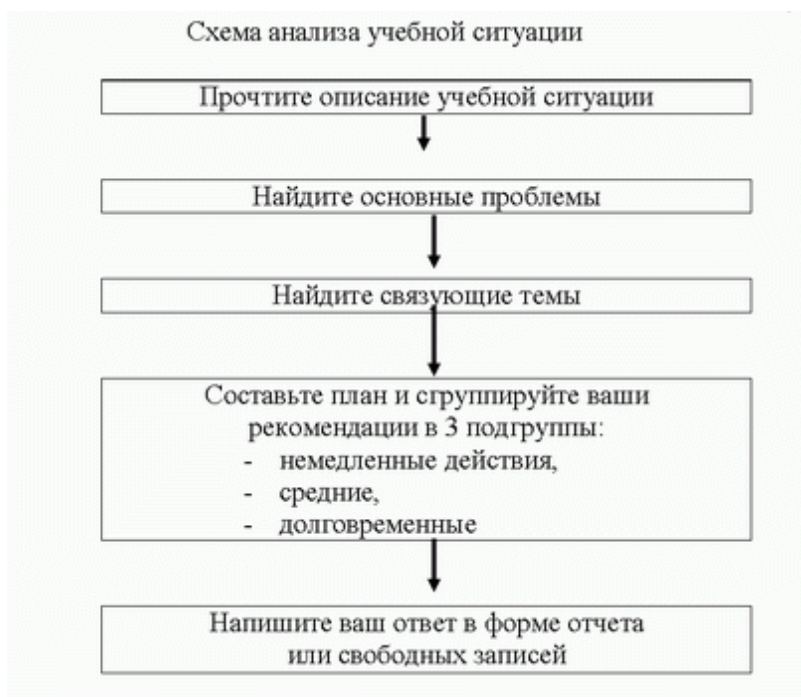 Схема анализа учебной ситуации
Прочтите описание учебной ситуации
Найдите основные проблемы
Найдите связующие темы
Составьте план и сгруппируйте ваши
рекомендации в 3 подгруппы:
- немедленные действия,
- средние,
- долговременные
Напишите ваш ответ в форме отчета
или свободных записей